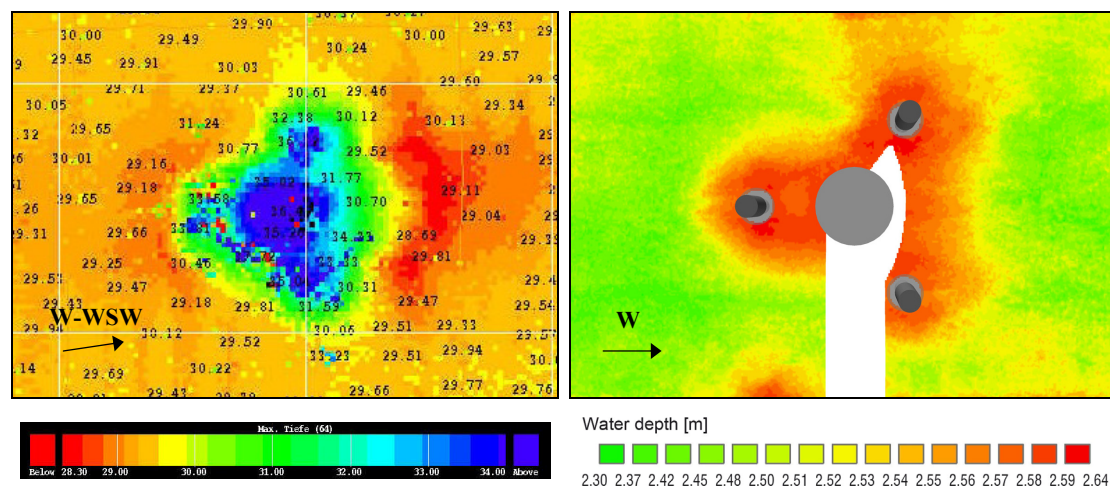 29.90 29.63
30.00 29.49 30.00
30.24 29.57
29.45 29.91 30.03
29.71 29.37 29.60
30.61 29.46
30.05 29.34
32.38 30.12 30.13
29.65 31.24
30.01 30.77 29.52 29.03
29.16
29.18 31.77 29.11
29.65 33.58 30.70
29.04
29.31 29.66 28.69
29.81
29.25 30.46
29.53 29.47 30.31
29.43 29.18 29.81 31.59 29.47
29.51 29.33
29.94 30.12 30.06
29.52 33.23 29.51 29.94
30.22
29.69 29.77
29.43 29.66 29.76
W-WSW
Max. Tiefe (64)
Below 28.30 29.00 30.00 31.00 32.00 33.00 34.00 Above
W
Water depth [m]
2.30 2.37 2.42 2.45 2.48 2.50 2.51 2.52 2.53 2.54 2.55 2.56 2.57 2.58 2.59 2.64